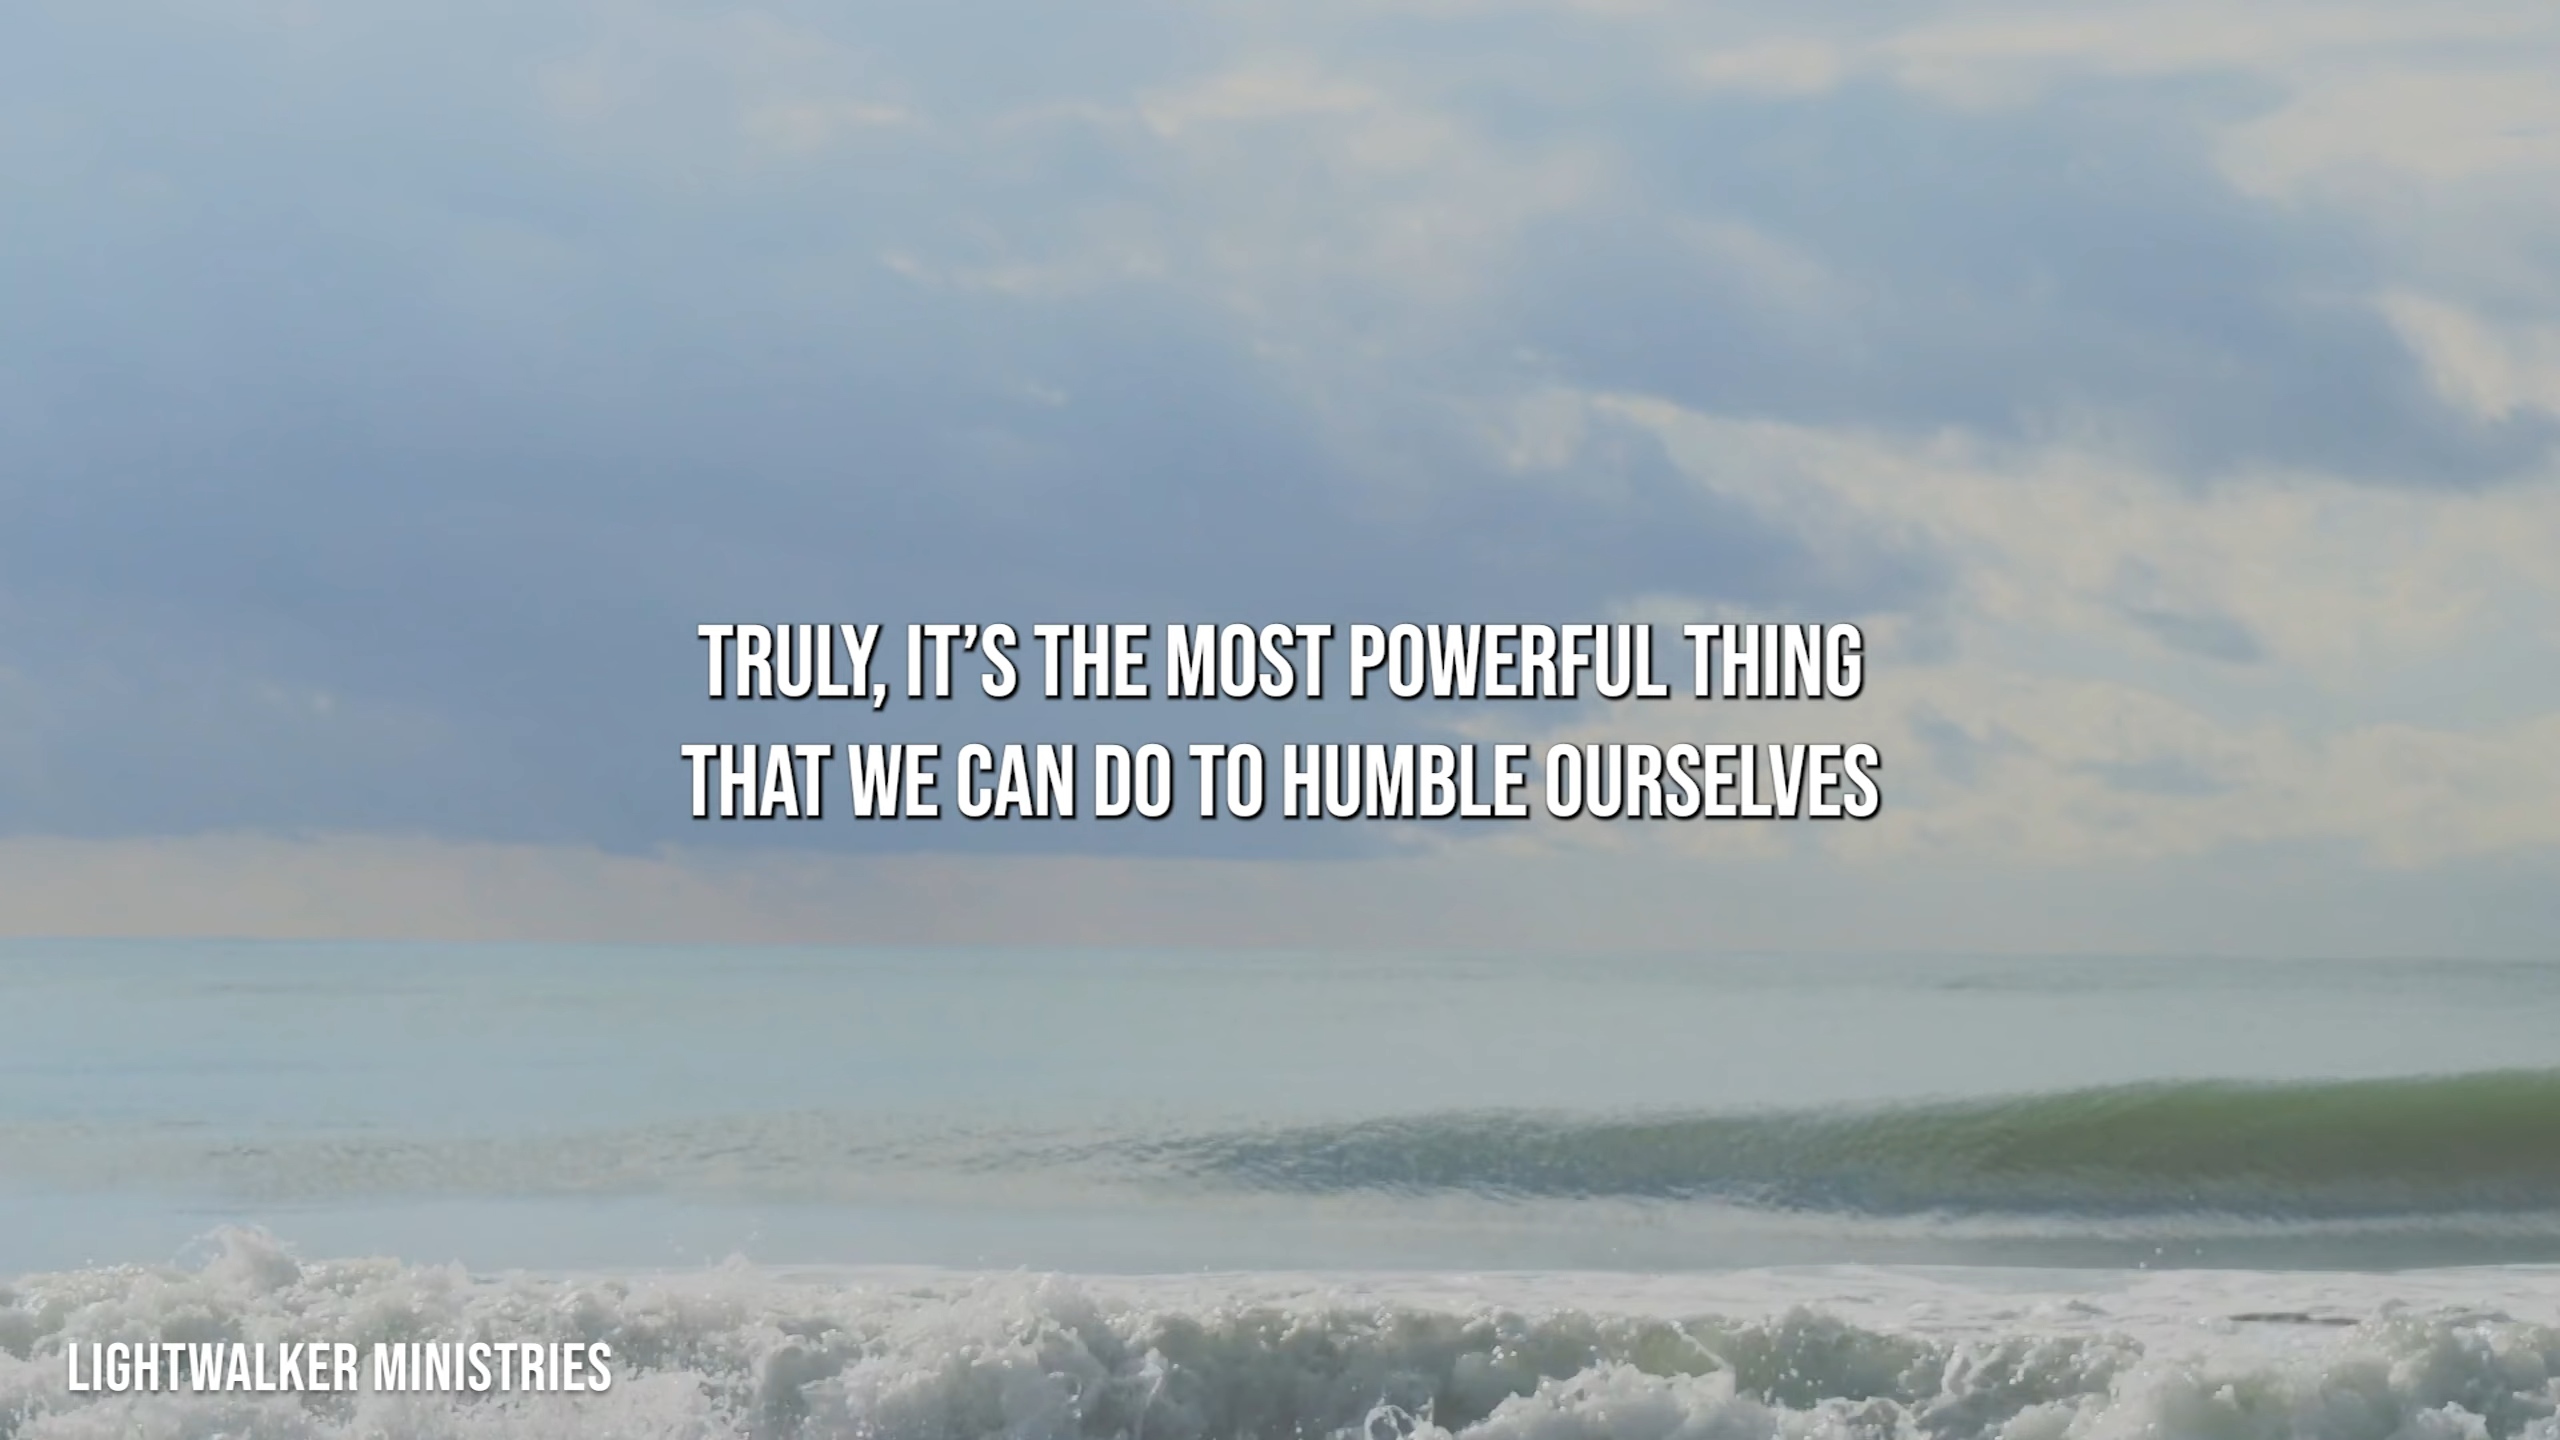 TRULY, IT’S THE MOST POWERFUL THING
THAT WE CAN DO TO HUMBLE OURSELVES
LIGHTWALKER MINISTRIES